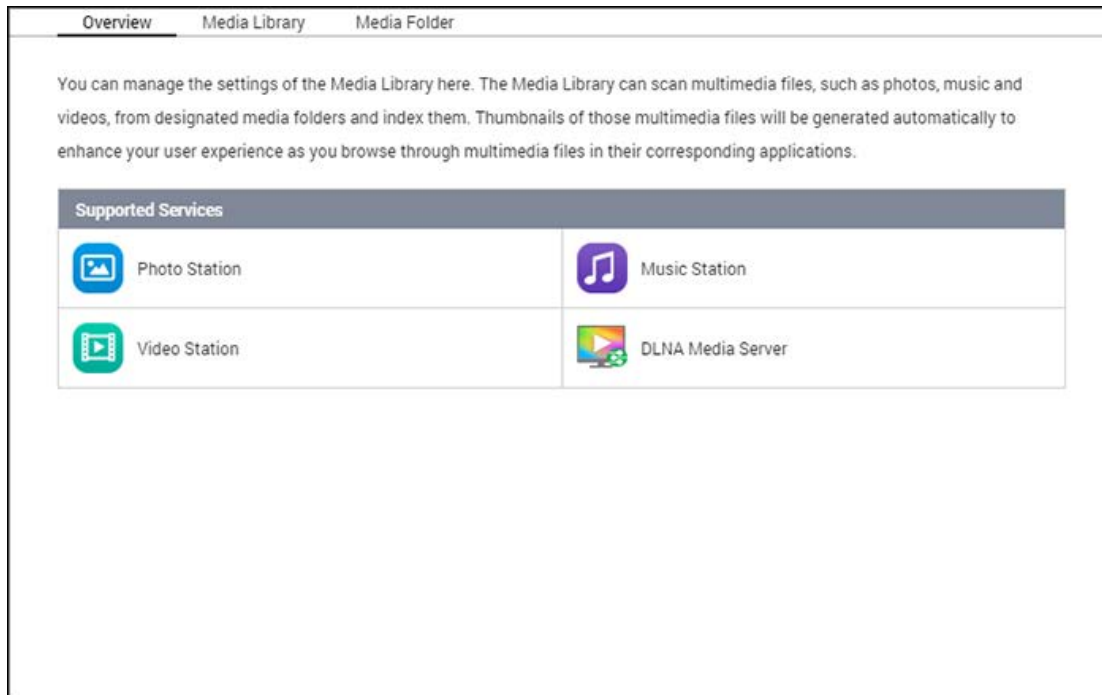 Overview Media Library Media Folder
You can manage the settings of the Media Library here. The Media Library can scan multimedia files, such as photos, music and
videos, from designated media folders and index them. Thumbnails of those multimedia files will be generated automatically to
enhance your user experience as you browse through multimedia files in their corresponding applications.
Supported Services
Photo Station
Music Station
Video Station
DLNA Media Server